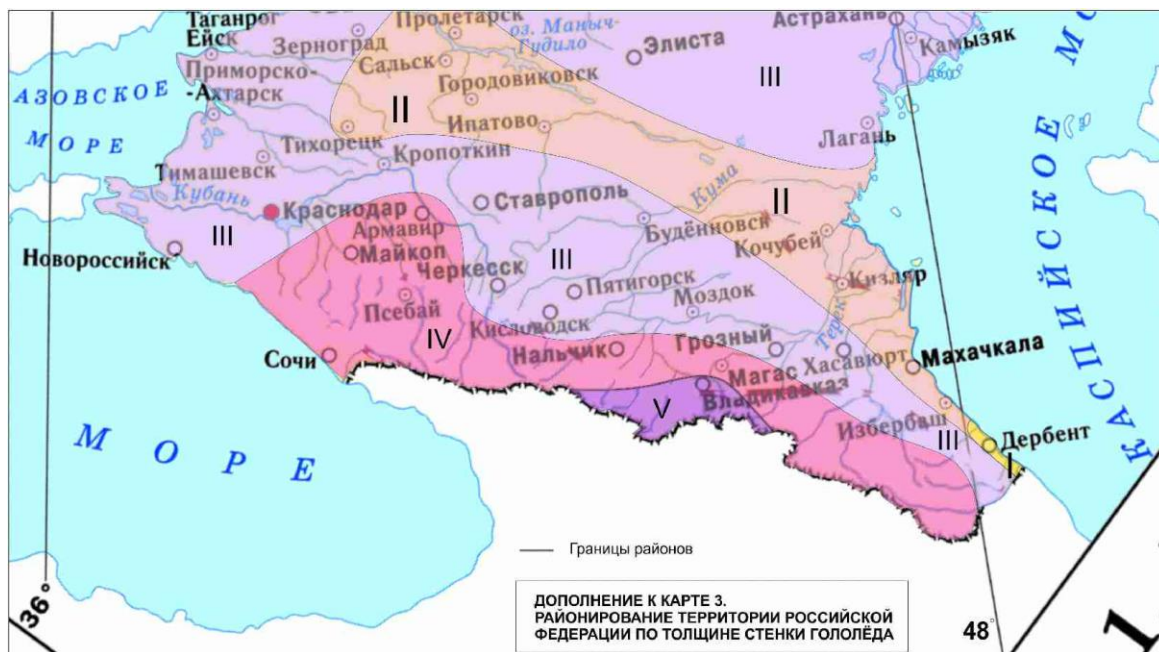 Таганрог
Ейск
Зерноград
Пролетарск
оз. Маныч-
Гудило
Астрахань
Камызяк
Элиста
III
Приморско-
-Ахтарск
Сальск
Городовиковск
II
АЗОВСКОЕ
МОРЕ
Ипатово
Лагань
Тихорецк
Кропоткин
Тимашевск
Кубань
Краснодар
Ставрополь
Кума
II
III
Армавир
Будённовск
Кочубей
Новороссийск
Майкоп
Черкесск
III
Пятигорск
Моздок
Кизляр
Псебай
Кисловодск
Терек
IV
Сочи
Нальчик
Грозный
Хасавюрт
Махачкала
Магас
V
Владикавказ
Избербаш
III
Дербент
I
МОРЕ
КАСПИЙСКОЕ
МО
Границы районов
ДОПОЛНЕНИЕ К КАРТЕ 3.
РАЙОНИРОВАНИЕ ТЕРРИТОРИИ РОССИЙСКОЙ
ФЕДЕРАЦИИ ПО ТОЛЩИНЕ СТЕНКИ ГОЛОЛЁДА
36°
48°
1